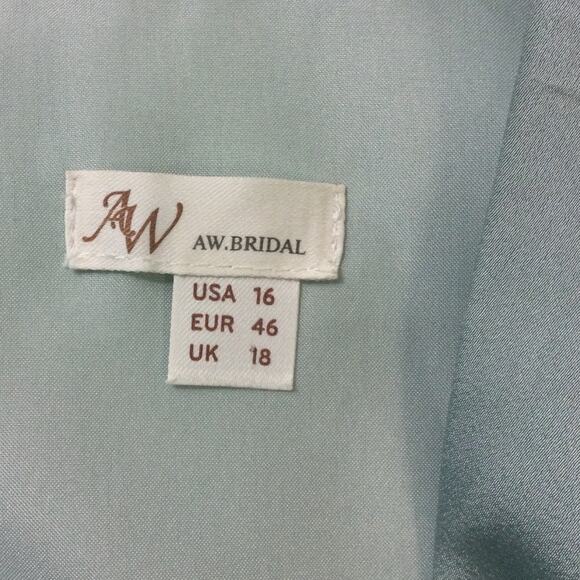 AW
AW.BRIDAL
USA 16
EUR 46
UK 18